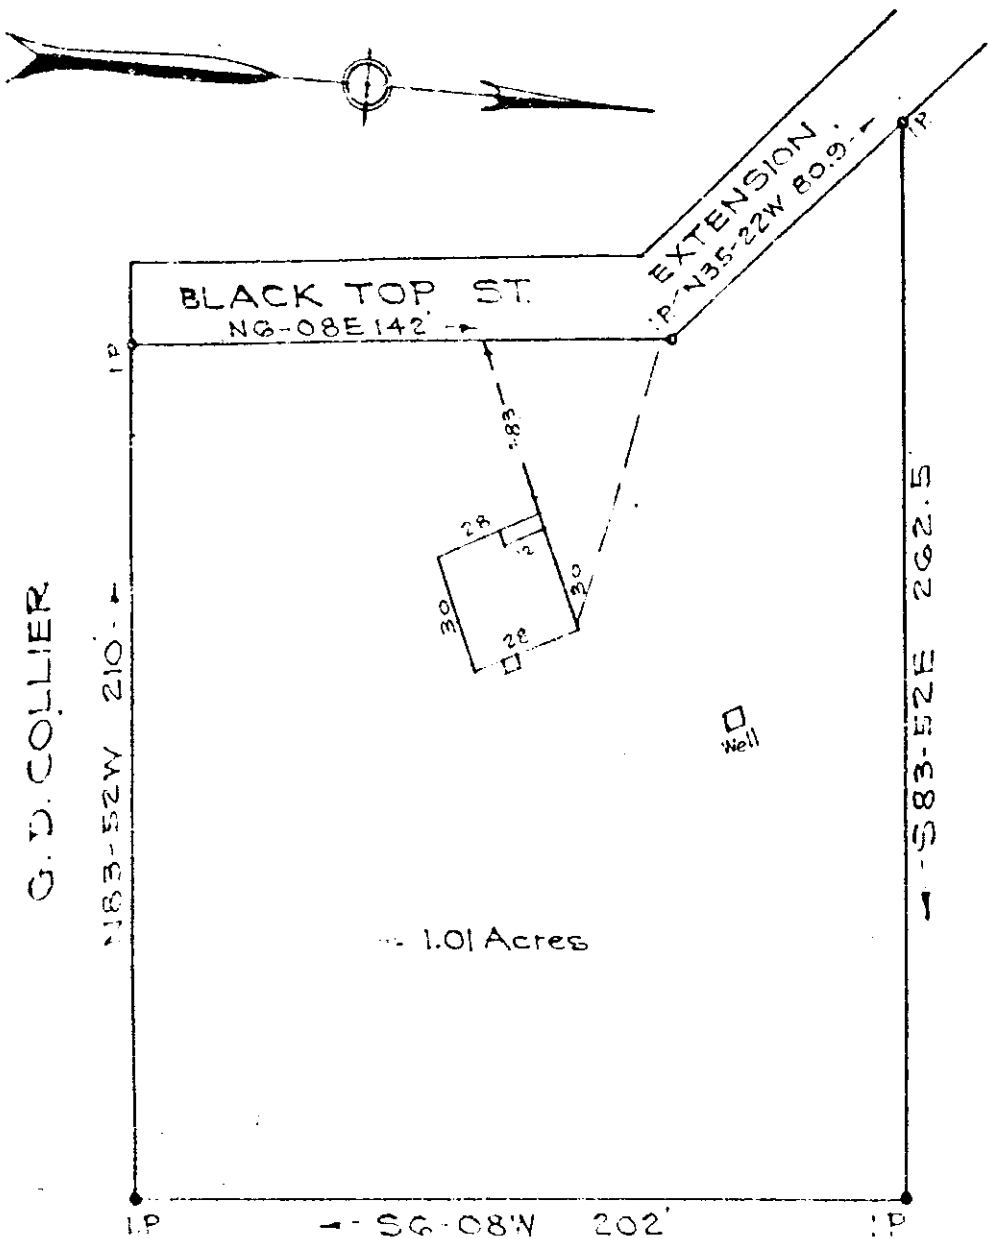 I.P.
EXTENSION
N35-22W 80.9'
BLACK TOP ST.
N6-08E 142'
I.P.
I.P.
83
28
12
30
30
28
Well
G. D. COLLIER
N83-52W 210'
S83-52E 262.5
1.01 Acres
I.P.
S6-08W 202'
I.P.